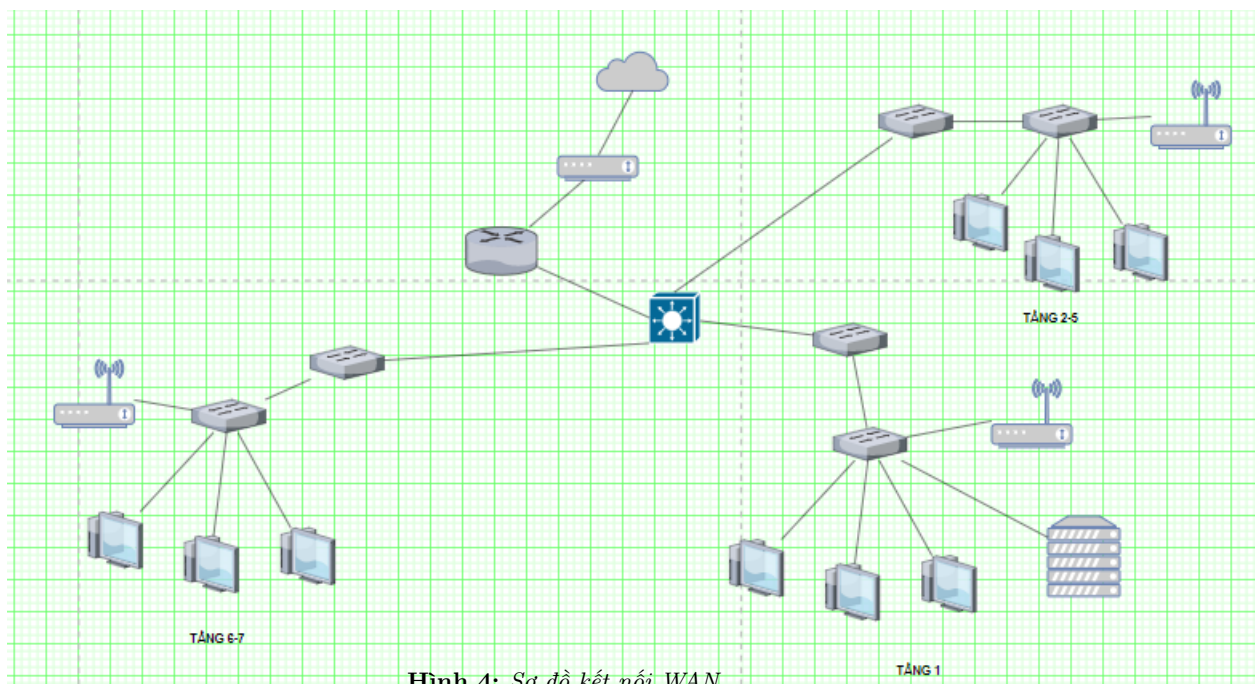 TẦNG 2-5
TẦNG 6-7
TẦNG 1
Hình 4: Sơ đồ kết nối WAN